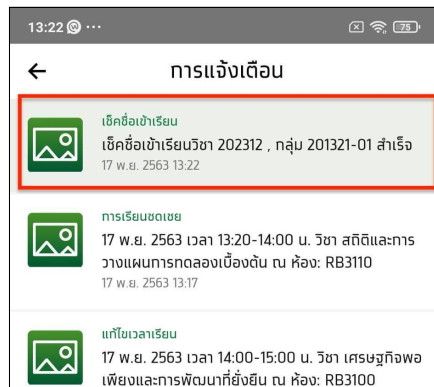 13:22 ... 75
การแจ้งเตือน
เช็คชื่อเข้าเรียน
เช็คชื่อเข้าเรียนวิชา 202312 , กลุ่ม 201321-01 สำเร็จ
17 พ.ย. 2563 13:22
การเรียนชดเชย
17 พ.ย. 2563 เวลา 13:20-14:00 น. วิชา สถิติและการ
วางแผนการทดลองเบื้องต้น ณ ห้อง: RB3110
17 พ.ย. 2563 13:17
แก้ไขเวลาเรียน
17 พ.ย. 2563 เวลา 14:00-15:00 น. วิชา เศรษฐกิจพอ
เพียงและการพัฒนาที่ยั่งยืน ณ ห้อง: RB3100